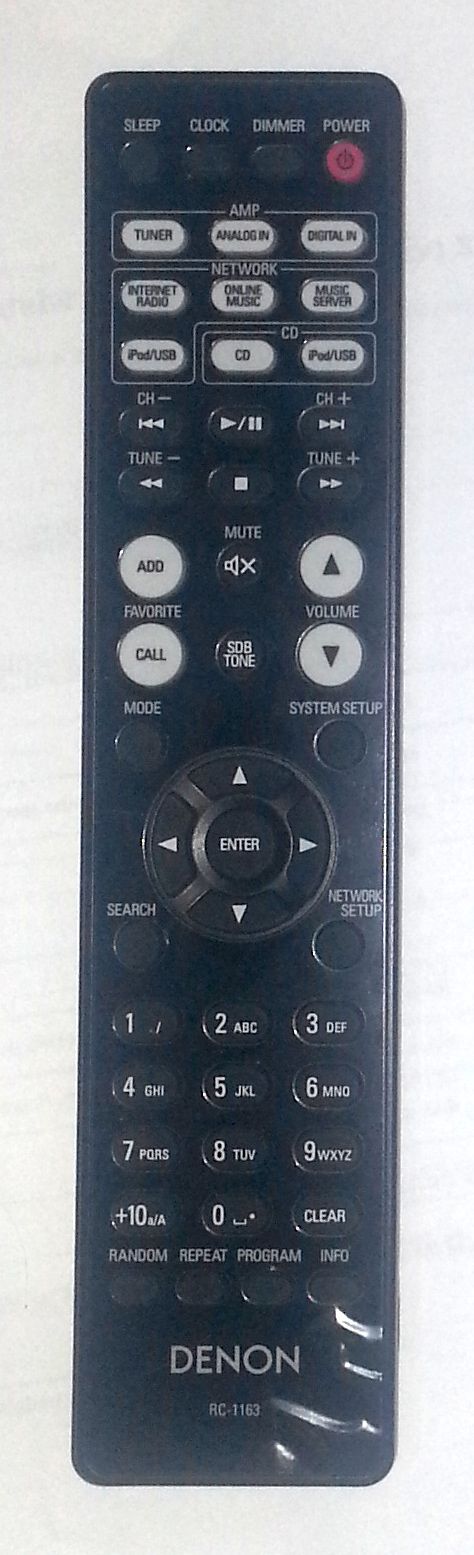 SLEEP CLOCK DIMMER POWER
AMP
TUNER ANALOG IN DIGITAL IN
NETWORK
INTERNET RADIO ONLINE MUSIC MUSIC SERVER
CD
iPod/USB CD iPod/USB
CH − CH +
TUNE − TUNE +
MUTE
ADD
FAVORITE VOLUME
CALL SDB TONE
MODE SYSTEM SETUP
ENTER
SEARCH NETWORK SETUP
1 ./ 2 ABC 3 DEF
4 GHI 5 JKL 6 MNO
7 PQRS 8 TUV 9 WXYZ
+10 a/A 0 CLEAR
RANDOM REPEAT PROGRAM INFO
DENON
RC-1163